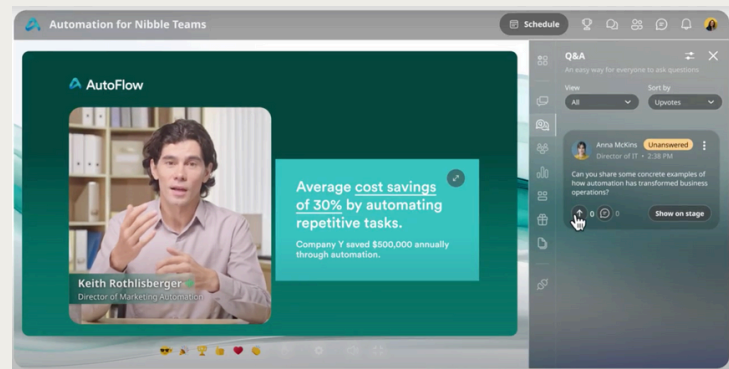 Automation for Nibble Teams
Schedule
AutoFlow
Average cost savings
of 30% by automating
repetitive tasks.
Company Y saved $500,000 annually
through automation.
Keith Rothlisberger
Director of Marketing Automation
Q&A
An easy way for everyone to ask questions
View
Sort by
All
Upvotes
Anna McKins
Unanswered
Director of IT • 2:38 PM
Can you share some concrete examples of
how automation has transformed business
operations?
0
0
Show on stage